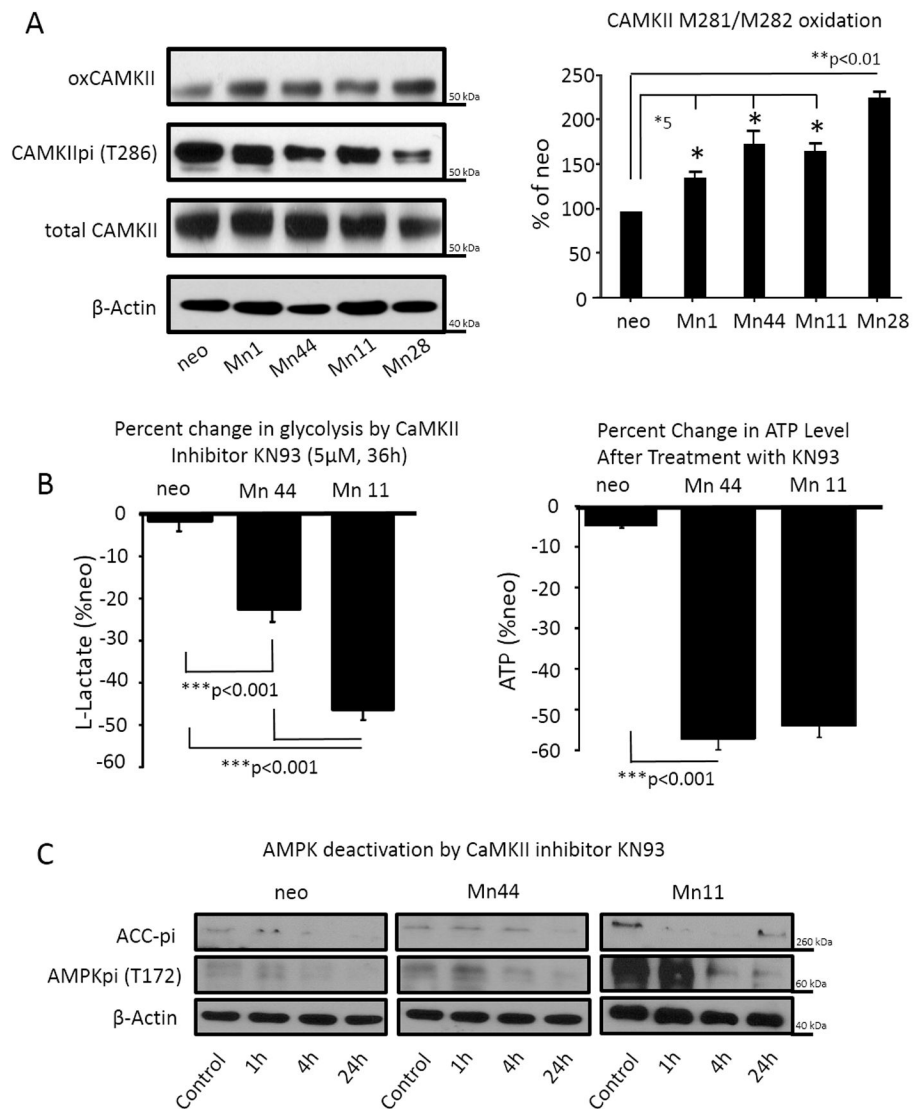 A
oxCAMKII
50 kDa
CAMKIIpi (T286)
50 kDa
total CAMKII
50 kDa
β-Actin
40 kDa
neo Mn1 Mn44 Mn11 Mn28
CAMKII M281/M282 oxidation
**p<0.01
*5
* * *
% of neo
250
200
150
100
50
0
neo Mn1 Mn44 Mn11 Mn28
B
Percent change in glycolysis by CaMKII
Inhibitor KN93 (5µM, 36h)
neo Mn 44 Mn 11
L-Lactate (%neo)
0
-10
-20
-30
-40
-50
-60
***p<0.001
***p<0.001
Percent Change in ATP Level
After Treatment with KN93
neo Mn 44 Mn 11
ATP (%neo)
0
-10
-20
-30
-40
-50
-60
***p<0.001
C
AMPK deactivation by CaMKII inhibitor KN93
neo Mn44 Mn11
ACC-pi
260 kDa
AMPKpi (T172)
60 kDa
β-Actin
40 kDa
Control 1h 4h 24h Control 1h 4h 24h Control 1h 4h 24h